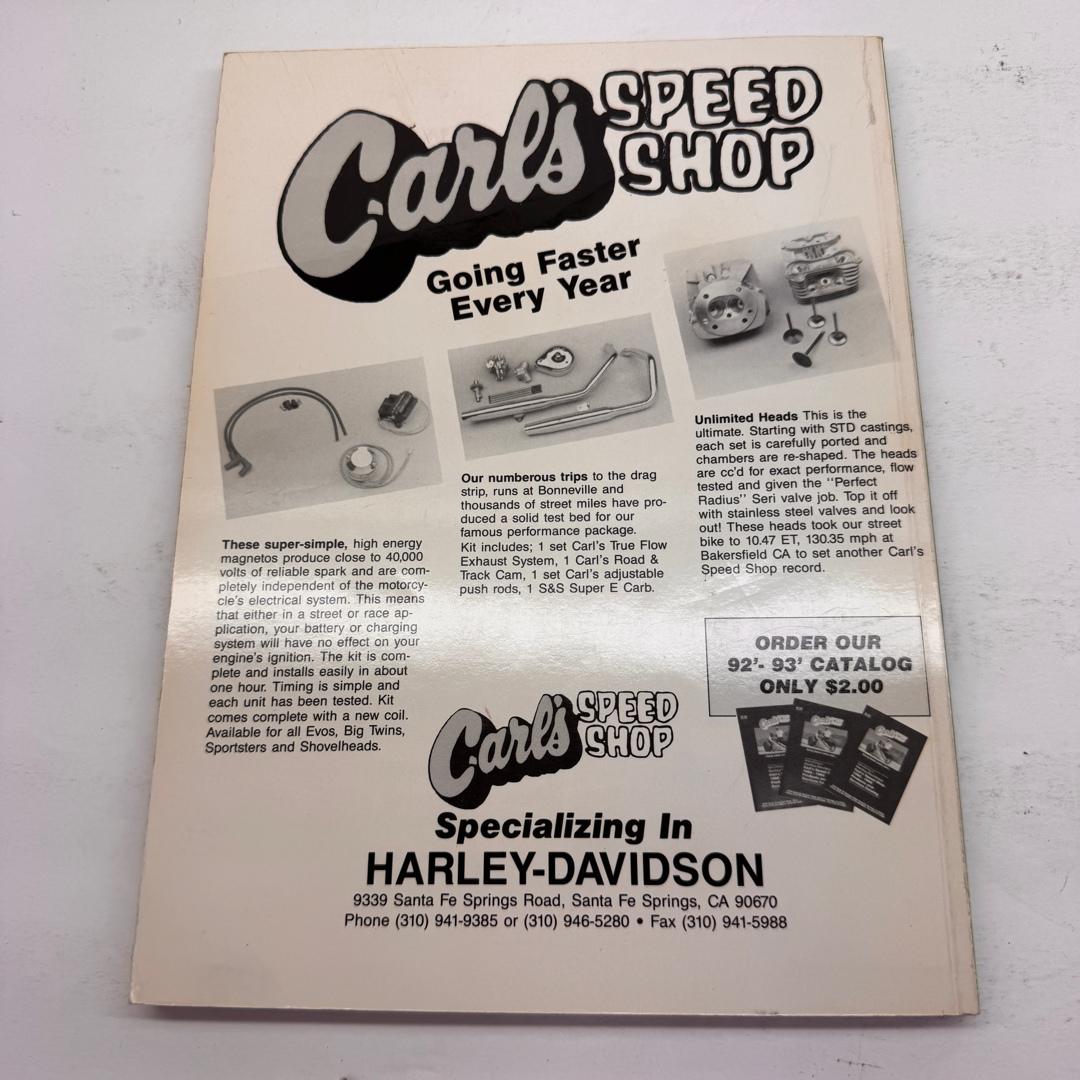 Carl's SPEED
SHOP
Going Faster
Every Year
These super-simple, high energy
magnetos produce close to 40,000
volts of reliable spark and are com-
pletely independent of the motorcy-
cle's electrical system. This means
that either in a street or race ap-
plication, your battery or charging
system will have no effect on your
engine's ignition. The kit is com-
plete and installs easily in about
one hour. Timing is simple and
each unit has been tested. Kit
comes complete with a new coil.
Available for all Evos, Big Twins,
Sportsters and Shovelheads.
Our numberous trips to the drag
strip, runs at Bonneville and
thousands of street miles have pro-
duced a solid test bed for our
famous performance package.
Kit includes; 1 set Carl's True Flow
Exhaust System, 1 Carl's Road &
Track Cam, 1 set Carl's adjustable
push rods, 1 S&S Super E Carb.
Unlimited Heads This is the
ultimate. Starting with STD castings,
each set is carefully ported and
chambers are re-shaped. The heads
are cc'd for exact performance, flow
tested and given the ''Perfect
Radius'' Seri valve job. Top it off
with stainless steel valves and look
out! These heads took our street
bike to 10.47 ET, 130.35 mph at
Bakersfield CA to set another Carl's
Speed Shop record.
ORDER OUR
92'- 93' CATALOG
ONLY $2.00
Carl's SPEED
SHOP
Specializing In
HARLEY-DAVIDSON
9339 Santa Fe Springs Road, Santa Fe Springs, CA 90670
Phone (310) 941-9385 or (310) 946-5280 • Fax (310) 941-5988